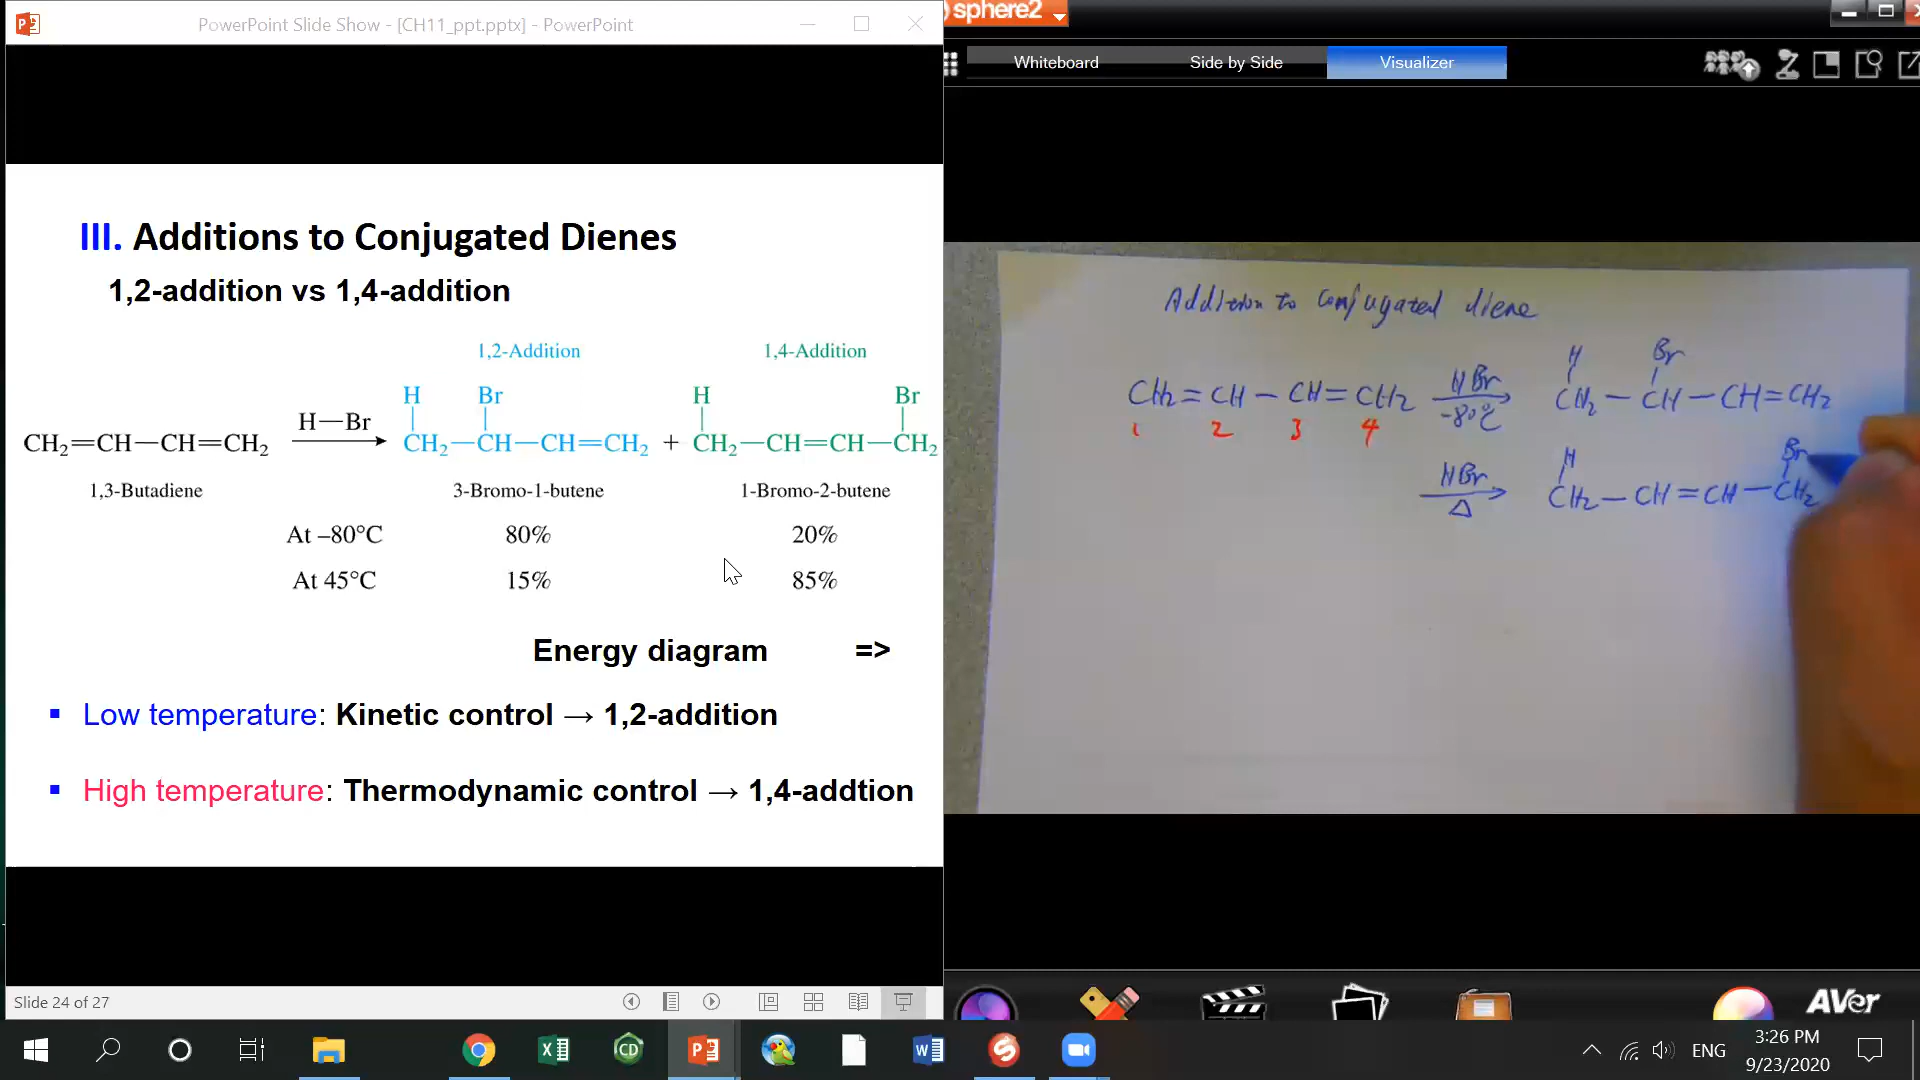 PowerPoint Slide Show - [CH11_ppt.pptx] - PowerPoint
III. Additions to Conjugated Dienes
1,2-addition vs 1,4-addition
1,2-Addition 1,4-Addition
H Br H Br
CH2=CH—CH=CH2 H—Br CH2—CH—CH=CH2 + CH2—CH=CH—CH2
1,3-Butadiene 3-Bromo-1-butene 1-Bromo-2-butene
At –80°C 80% 20%
At 45°C 15% 85%
Energy diagram =>
▪ Low temperature: Kinetic control → 1,2-addition
▪ High temperature: Thermodynamic control → 1,4-addtion
Slide 24 of 27
sphere2
Whiteboard Side by Side Visualizer
Addition to conjugated diene
H Br
CH2=CH—CH=CH2 HBr CH2—CH—CH=CH2
-80℃
1 2 3 4
H Br
HBr CH2—CH=CH—CH2
Δ
AVer
ENG
3:26 PM
9/23/2020